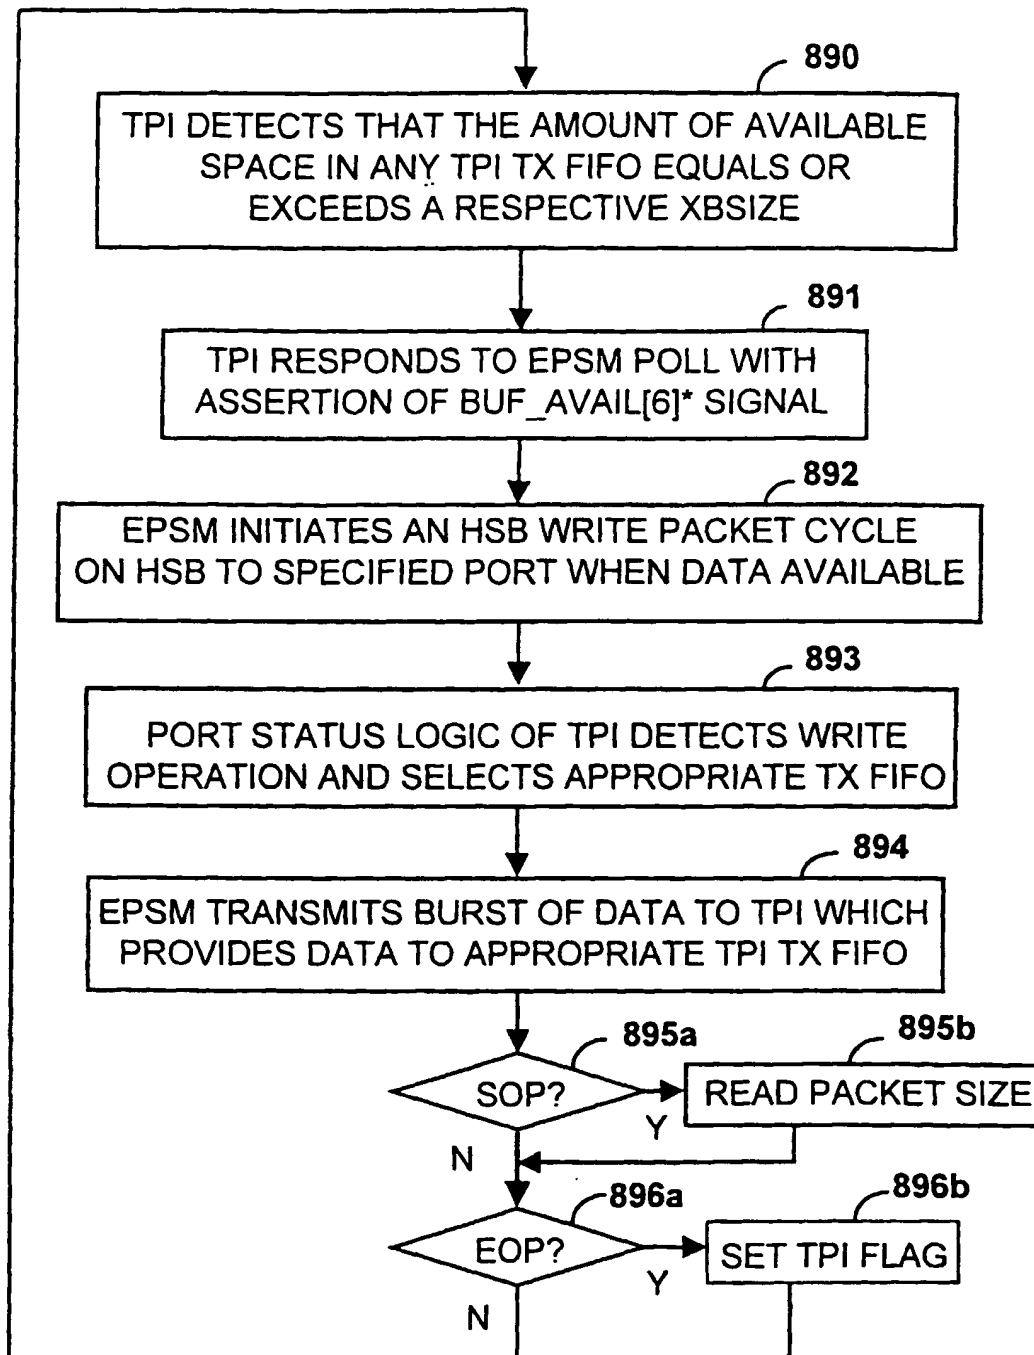 890
TPI DETECTS THAT THE AMOUNT OF AVAILABLE
SPACE IN ANY TPI TX FIFO EQUALS OR
EXCEEDS A RESPECTIVE XBSIZE
891
TPI RESPONDS TO EPSM POLL WITH
ASSERTION OF BUF_AVAIL[6]* SIGNAL
892
EPSM INITIATES AN HSB WRITE PACKET CYCLE
ON HSB TO SPECIFIED PORT WHEN DATA AVAILABLE
893
PORT STATUS LOGIC OF TPI DETECTS WRITE
OPERATION AND SELECTS APPROPRIATE TX FIFO
894
EPSM TRANSMITS BURST OF DATA TO TPI WHICH
PROVIDES DATA TO APPROPRIATE TPI TX FIFO
895a
895b
SOP?
Y
READ PACKET SIZE
N
896a
896b
EOP?
Y
SET TPI FLAG
N